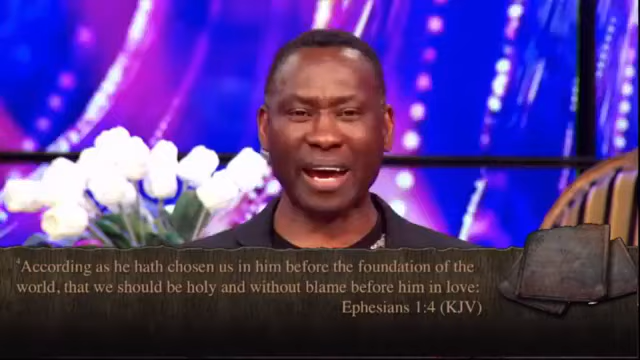 ⁴According as he hath chosen us in him before the foundation of the
world, that we should be holy and without blame before him in love:
Ephesians 1:4 (KJV)